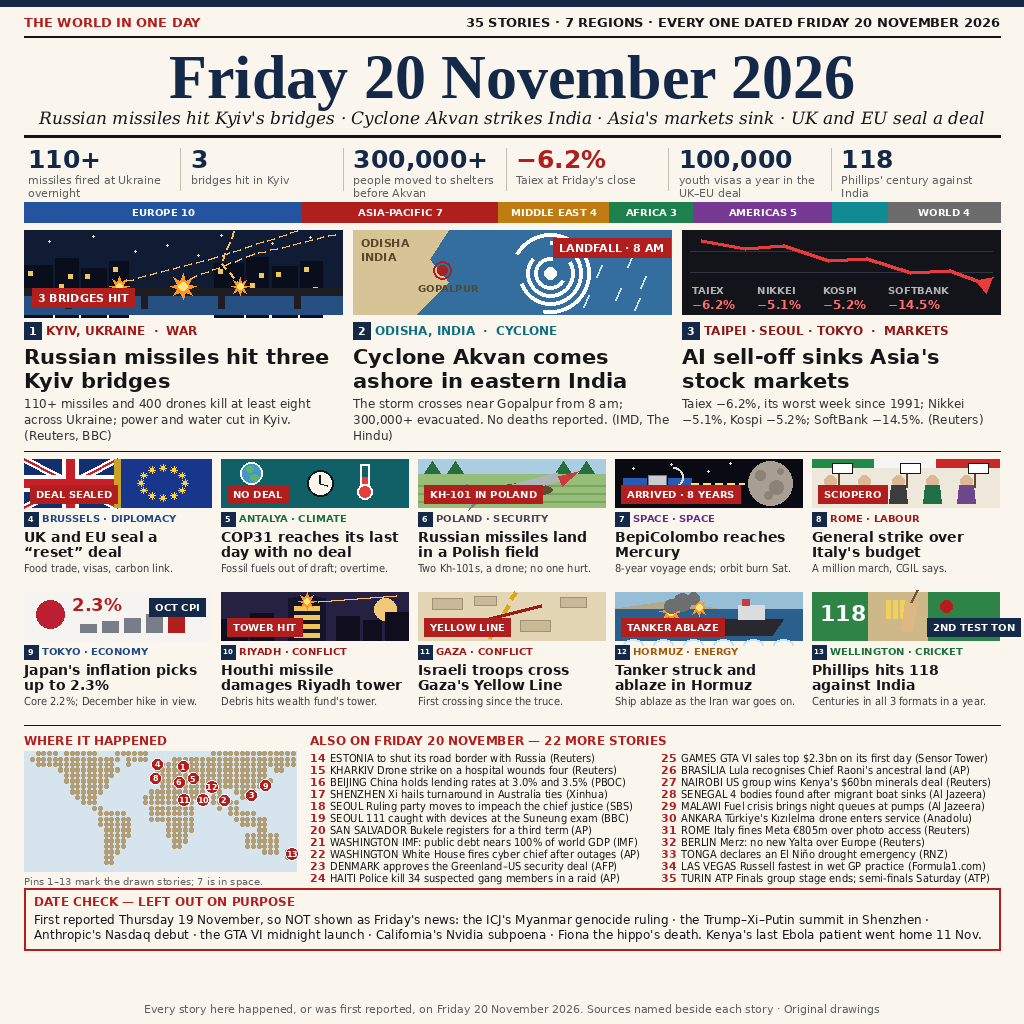 THE WORLD IN ONE DAY
35 STORIES · 7 REGIONS · EVERY ONE DATED FRIDAY 20 NOVEMBER 2026
Friday 20 November 2026
Russian missiles hit Kyiv's bridges · Cyclone Akvan strikes India · Asia's markets sink · UK and EU seal a deal
110+
missiles fired at Ukraine
overnight
3
bridges hit in Kyiv
300,000+
people moved to shelters
before Akvan
−6.2%
Taiex at Friday's close
100,000
youth visas a year in the
UK–EU deal
118
Phillips' century against
India
EUROPE 10
ASIA-PACIFIC 7
MIDDLE EAST 4
AFRICA 3
AMERICAS 5
WORLD 4
3 BRIDGES HIT
1 KYIV, UKRAINE · WAR
Russian missiles hit three
Kyiv bridges
110+ missiles and 400 drones kill at least eight
across Ukraine; power and water cut in Kyiv.
(Reuters, BBC)
ODISHA
INDIA
LANDFALL · 8 AM
GOPALPUR
2 ODISHA, INDIA · CYCLONE
Cyclone Akvan comes
ashore in eastern India
The storm crosses near Gopalpur from 8 am;
300,000+ evacuated. No deaths reported. (IMD, The
Hindu)
TAIEX NIKKEI KOSPI SOFTBANK
−6.2% −5.1% −5.2% −14.5%
3 TAIPEI · SEOUL · TOKYO · MARKETS
AI sell-off sinks Asia's
stock markets
Taiex −6.2%, its worst week since 1991; Nikkei
−5.1%, Kospi −5.2%; SoftBank −14.5%. (Reuters)
DEAL SEALED
4 BRUSSELS · DIPLOMACY
UK and EU seal a
“reset” deal
Food trade, visas, carbon link.
NO DEAL
5 ANTALYA · CLIMATE
COP31 reaches its last
day with no deal
Fossil fuels out of draft; overtime.
KH-101 IN POLAND
6 POLAND · SECURITY
Russian missiles land
in a Polish field
Two Kh-101s, a drone; no one hurt.
ARRIVED · 8 YEARS
7 SPACE · SPACE
BepiColombo reaches
Mercury
8-year voyage ends; orbit burn Sat.
SCIOPERO
8 ROME · LABOUR
General strike over
Italy's budget
A million march, CGIL says.
2.3%
OCT CPI
9 TOKYO · ECONOMY
Japan's inflation picks
up to 2.3%
Core 2.2%; December hike in view.
TOWER HIT
10 RIYADH · CONFLICT
Houthi missile
damages Riyadh tower
Debris hits wealth fund's tower.
YELLOW LINE
11 GAZA · CONFLICT
Israeli troops cross
Gaza's Yellow Line
First crossing since the truce.
TANKER ABLAZE
12 HORMUZ · ENERGY
Tanker struck and
ablaze in Hormuz
Ship ablaze as the Iran war goes on.
118
2ND TEST TON
13 WELLINGTON · CRICKET
Phillips hits 118
against India
Centuries in all 3 formats in a year.
WHERE IT HAPPENED
4
1
8
6
5
12
9
11
10
2
3
13
Pins 1–13 mark the drawn stories; 7 is in space.
ALSO ON FRIDAY 20 NOVEMBER — 22 MORE STORIES
14 ESTONIA to shut its road border with Russia (Reuters)
15 KHARKIV Drone strike on a hospital wounds four (Reuters)
16 BEIJING China holds lending rates at 3.0% and 3.5% (PBOC)
17 SHENZHEN Xi hails turnaround in Australia ties (Xinhua)
18 SEOUL Ruling party moves to impeach the chief justice (SBS)
19 SEOUL 111 caught with devices at the Suneung exam (BBC)
20 SAN SALVADOR Bukele registers for a third term (AP)
21 WASHINGTON IMF: public debt nears 100% of world GDP (IMF)
22 WASHINGTON White House fires cyber chief after outages (AP)
23 DENMARK approves the Greenland–US security deal (AFP)
24 HAITI Police kill 34 suspected gang members in a raid (AP)
25 GAMES GTA VI sales top $2.3bn on its first day (Sensor Tower)
26 BRASÍLIA Lula recognises Chief Raoni's ancestral land (AP)
27 NAIROBI US group wins Kenya's $60bn minerals deal (Reuters)
28 SENEGAL 4 bodies found after migrant boat sinks (Al Jazeera)
29 MALAWI Fuel crisis brings night queues at pumps (Al Jazeera)
30 ANKARA Türkiye's Kızılelma drone enters service (Anadolu)
31 ROME Italy fines Meta €805m over photo access (Reuters)
32 BERLIN Merz: no new Yalta over Europe (Reuters)
33 TONGA declares an El Niño drought emergency (RNZ)
34 LAS VEGAS Russell fastest in wet GP practice (Formula1.com)
35 TURIN ATP Finals group stage ends; semi-finals Saturday (ATP)
DATE CHECK — LEFT OUT ON PURPOSE
First reported Thursday 19 November, so NOT shown as Friday's news: the ICJ's Myanmar genocide ruling · the Trump–Xi–Putin summit in Shenzhen ·
Anthropic's Nasdaq debut · the GTA VI midnight launch · California's Nvidia subpoena · Fiona the hippo's death. Kenya's last Ebola patient went home 11 Nov.
Every story here happened, or was first reported, on Friday 20 November 2026. Sources named beside each story · Original drawings